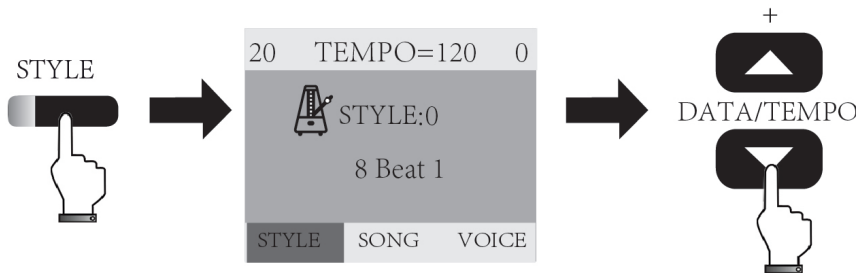 STYLE
20 TEMPO=120 0
STYLE:0
8 Beat 1
STYLE SONG VOICE
+
DATA/TEMPO